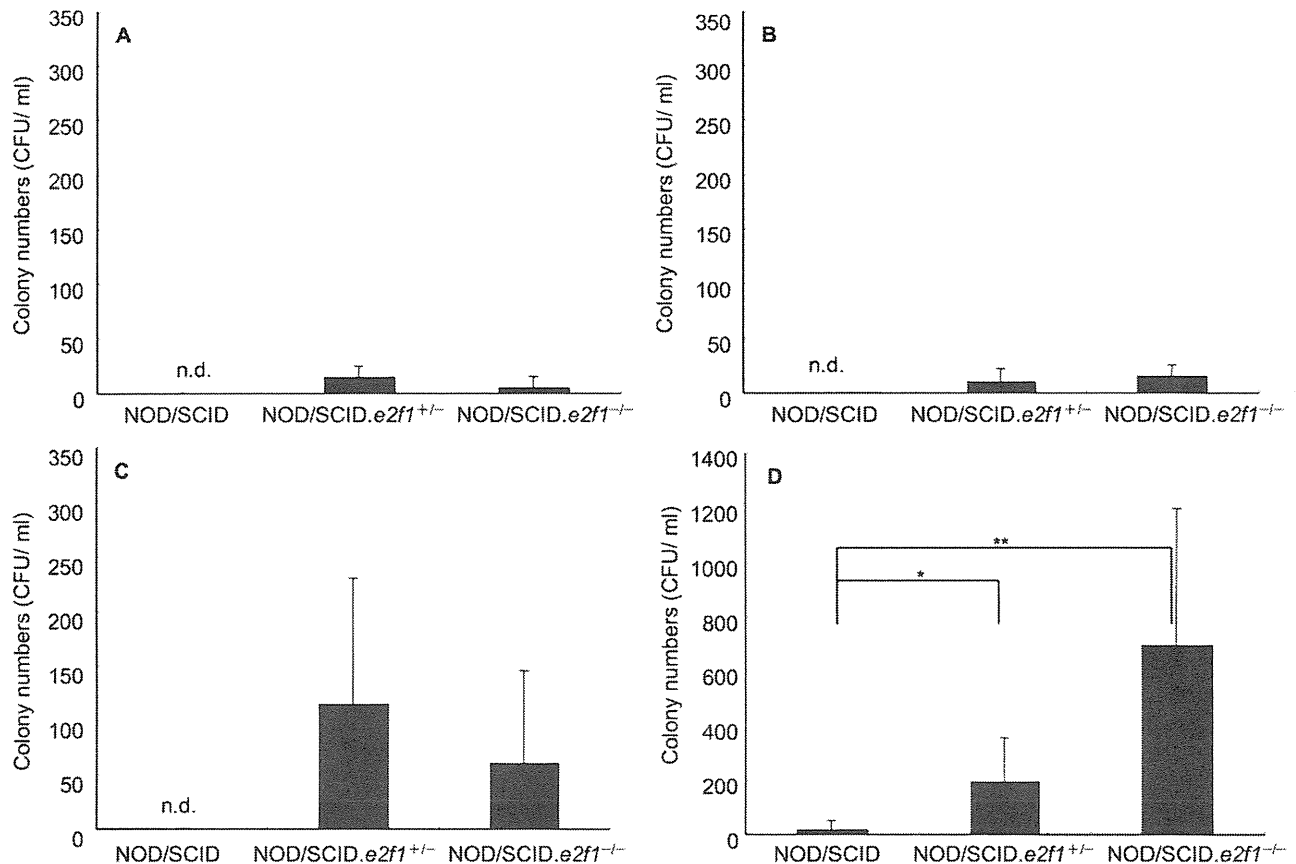 A
Colony numbers (CFU/ ml)
350
300
250
200
150
100
50
0
n.d.
NOD/SCID NOD/SCID.e2f1+/− NOD/SCID.e2f1−/−
B
Colony numbers (CFU/ ml)
350
300
250
200
150
100
50
0
n.d.
NOD/SCID NOD/SCID.e2f1+/− NOD/SCID.e2f1−/−
C
Colony numbers (CFU/ ml)
350
300
250
200
150
100
50
0
n.d.
NOD/SCID NOD/SCID.e2f1+/− NOD/SCID.e2f1−/−
D
Colony numbers (CFU/ ml)
1400
1200
1000
800
600
400
200
0
**
*
NOD/SCID NOD/SCID.e2f1+/− NOD/SCID.e2f1−/−